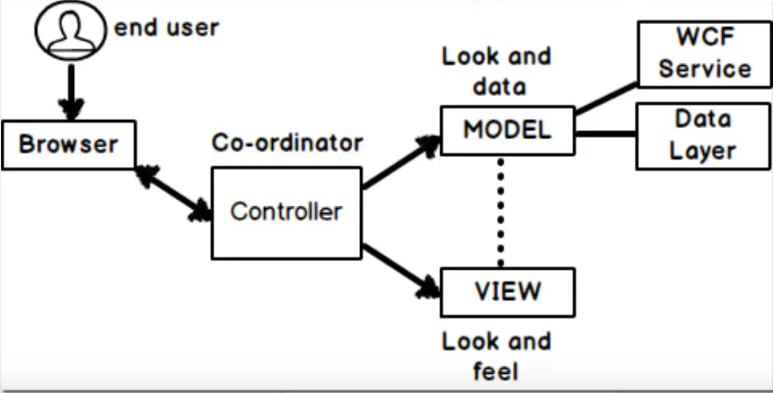 end user
Browser
Co-ordinator
Controller
Look and
data
MODEL
WCF
Service
Data
Layer
VIEW
Look and
feel